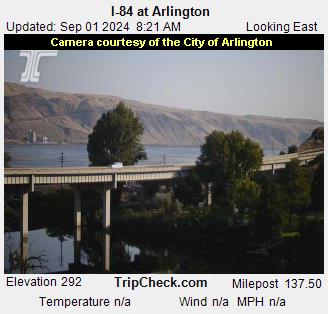 I-84 at Arlington
Updated: Sep 01 2024 8:21 AM Looking East
Camera courtesy of the City of Arlington
Elevation 292 TripCheck.com Milepost 137.50
Temperature n/a Wind n/a MPH n/a